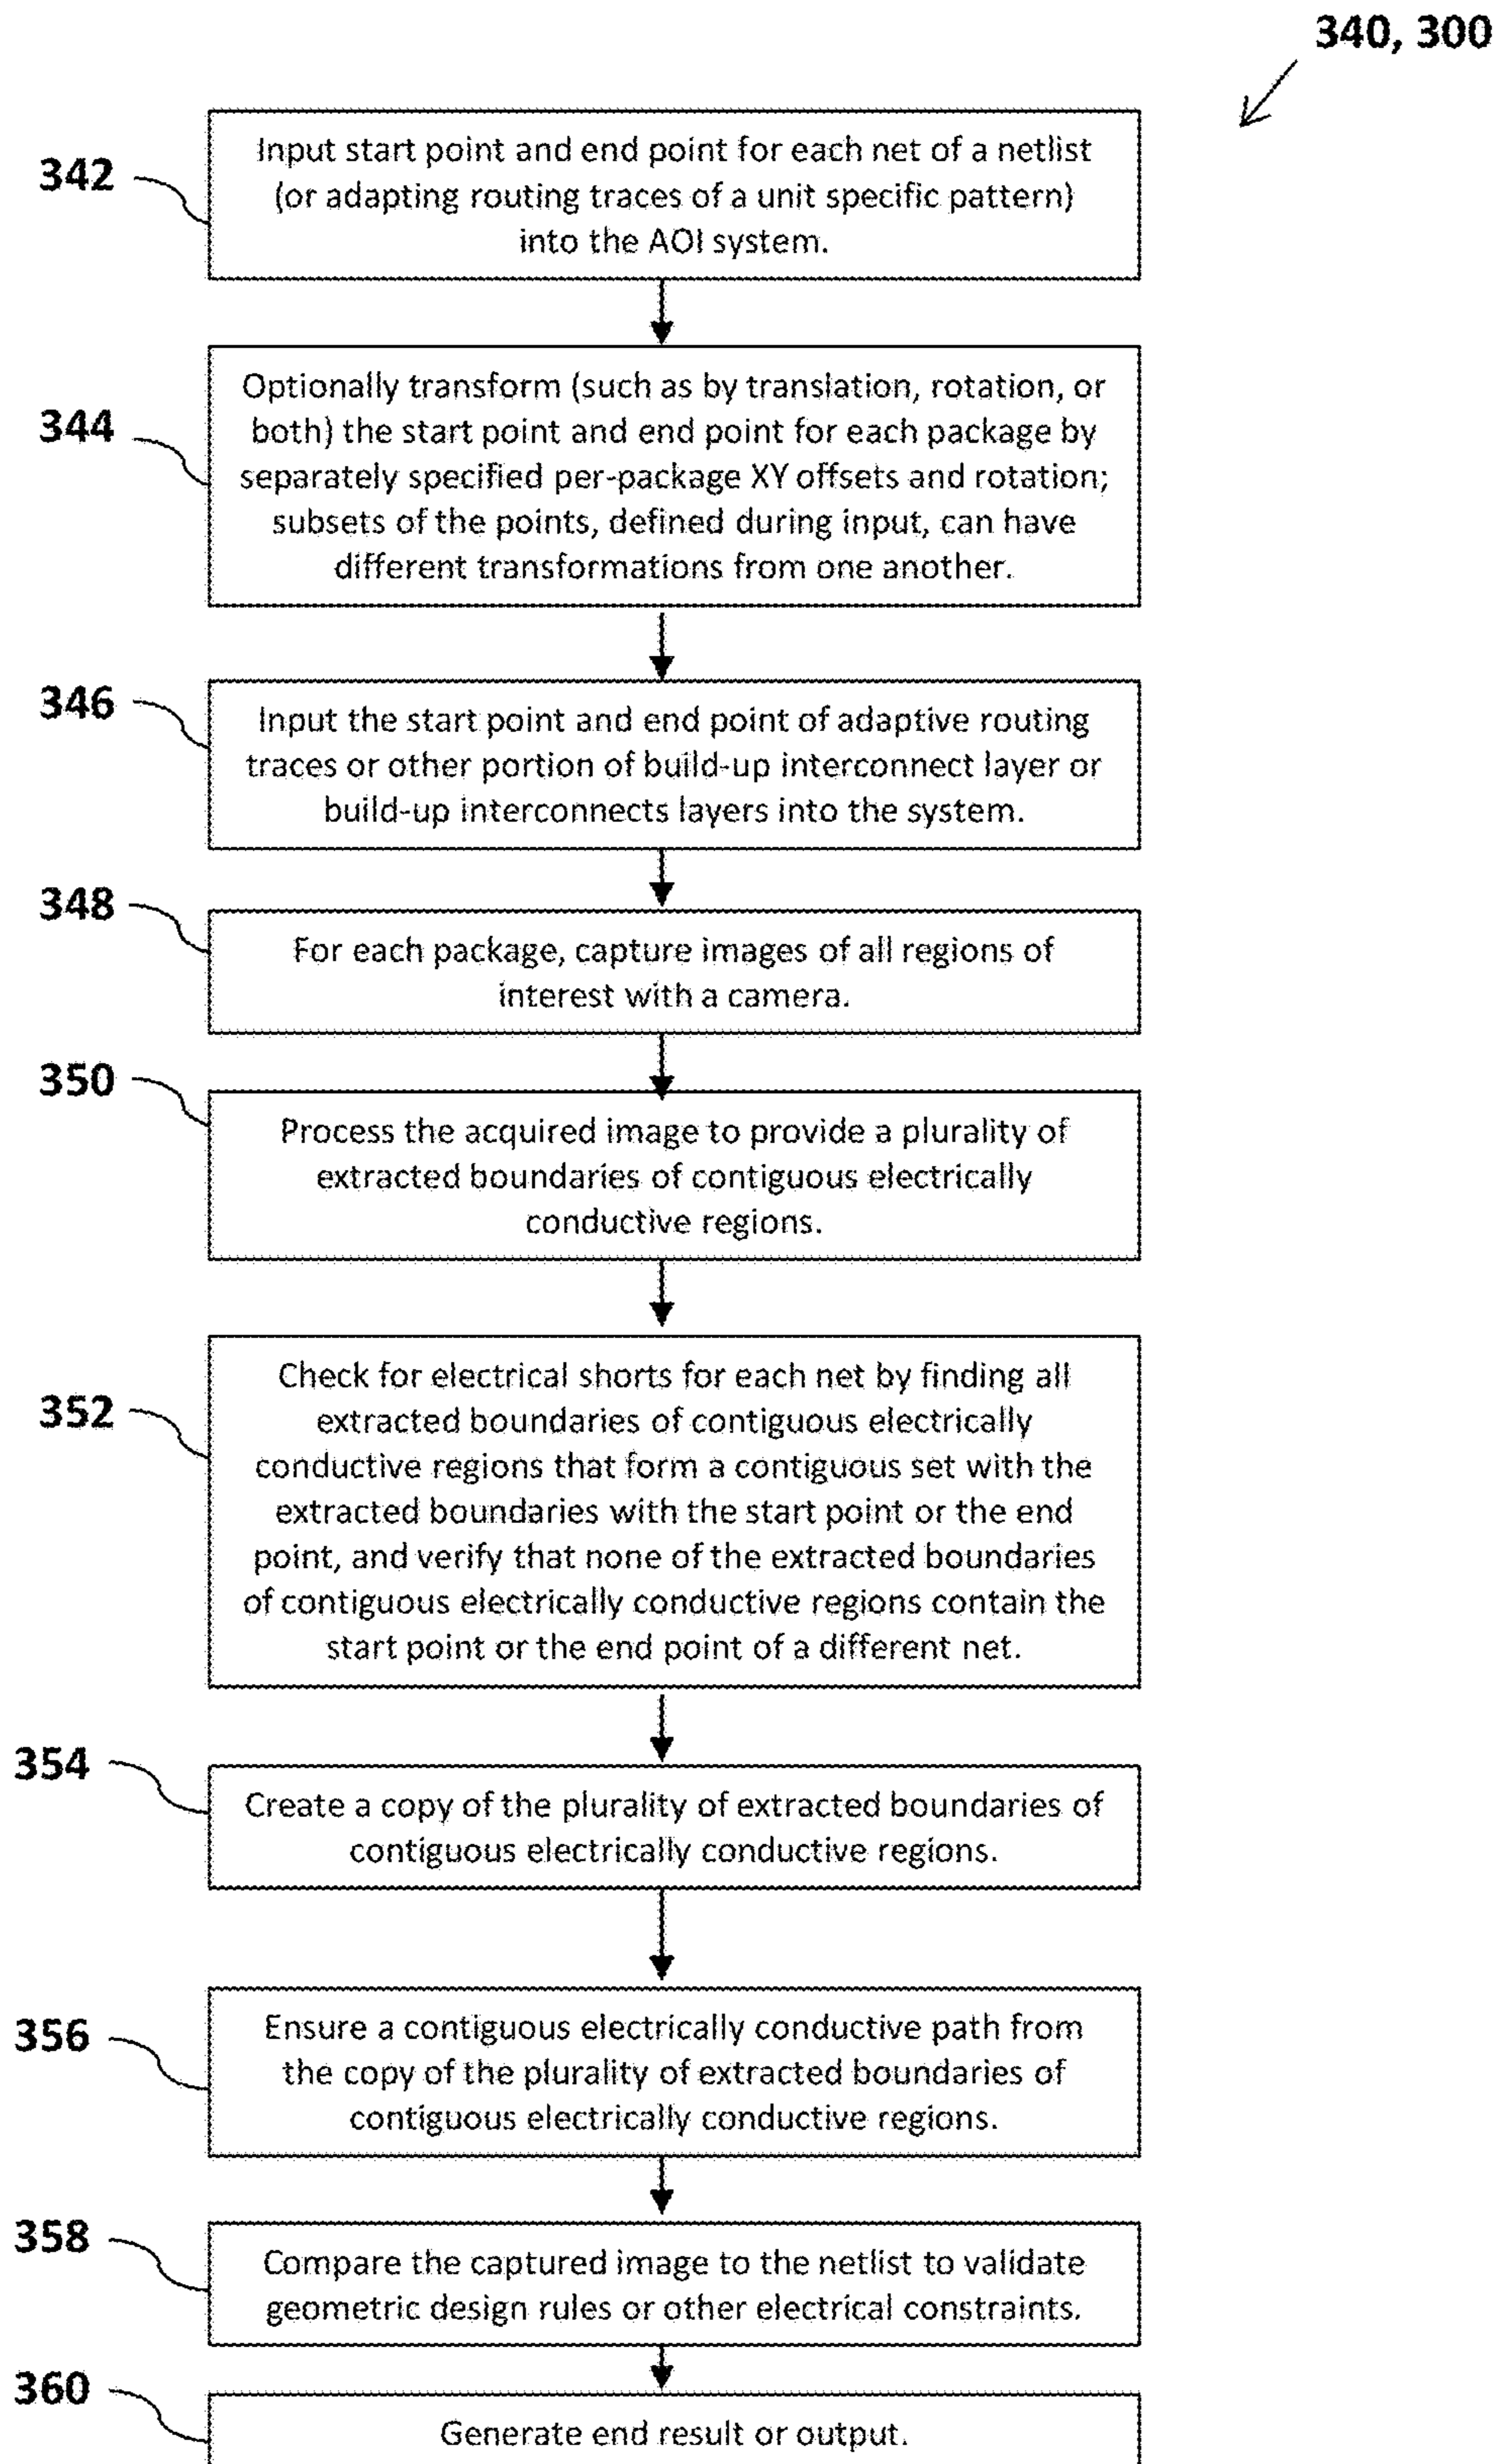 340, 300
342
Input start point and end point for each net of a netlist
(or adapting routing traces of a unit specific pattern)
into the AOI system.
344
Optionally transform (such as by translation, rotation, or
both) the start point and end point for each package by
separately specified per-package XY offsets and rotation;
subsets of the points, defined during input, can have
different transformations from one another.
346
Input the start point and end point of adaptive routing
traces or other portion of build-up interconnect layer or
build-up interconnects layers into the system.
348
For each package, capture images of all regions of
interest with a camera.
350
Process the acquired image to provide a plurality of
extracted boundaries of contiguous electrically
conductive regions.
352
Check for electrical shorts for each net by finding all
extracted boundaries of contiguous electrically
conductive regions that form a contiguous set with the
extracted boundaries with the start point or the end
point, and verify that none of the extracted boundaries
of contiguous electrically conductive regions contain the
start point or the end point of a different net.
354
Create a copy of the plurality of extracted boundaries of
contiguous electrically conductive regions.
356
Ensure a contiguous electrically conductive path from
the copy of the plurality of extracted boundaries of
contiguous electrically conductive regions.
358
Compare the captured image to the netlist to validate
geometric design rules or other electrical constraints.
360
Generate end result or output.